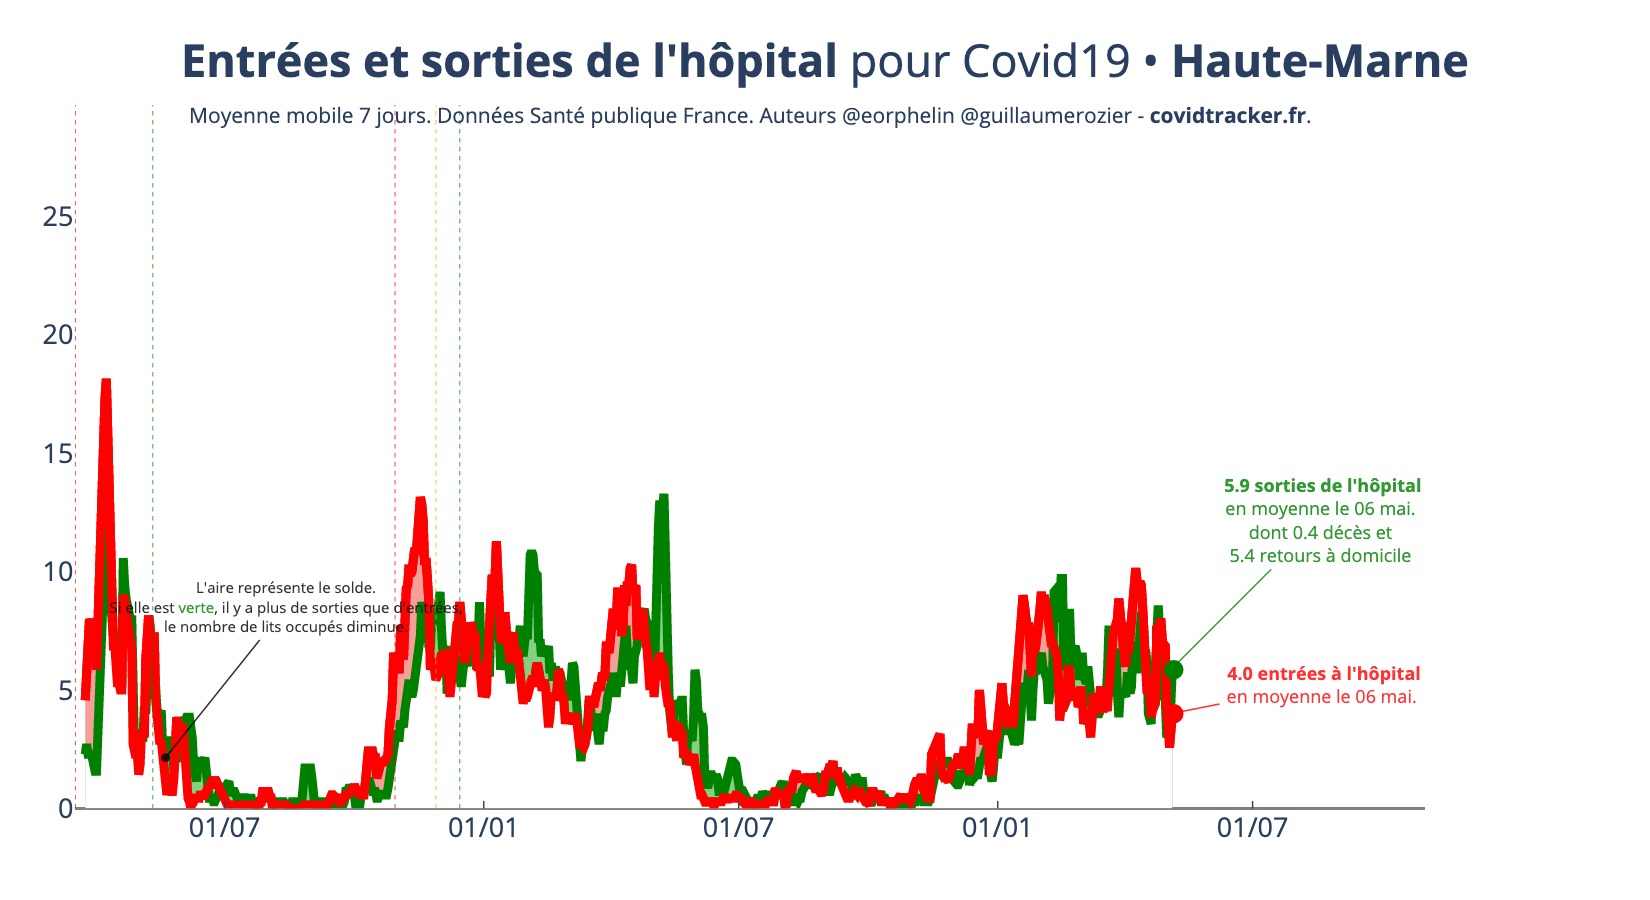 Entrées et sorties de l'hôpital pour Covid19 • Haute-Marne
Moyenne mobile 7 jours. Données Santé publique France. Auteurs @eorphelin @guillaumerozier - covidtracker.fr.
25
20
15
10
5
0
L'aire représente le solde.
Si elle est verte, il y a plus de sorties que d'entrées,
le nombre de lits occupés diminue.
5.9 sorties de l'hôpital
en moyenne le 06 mai.
dont 0.4 décès et
5.4 retours à domicile
4.0 entrées à l'hôpital
en moyenne le 06 mai.
01/07
01/01
01/07
01/01
01/07